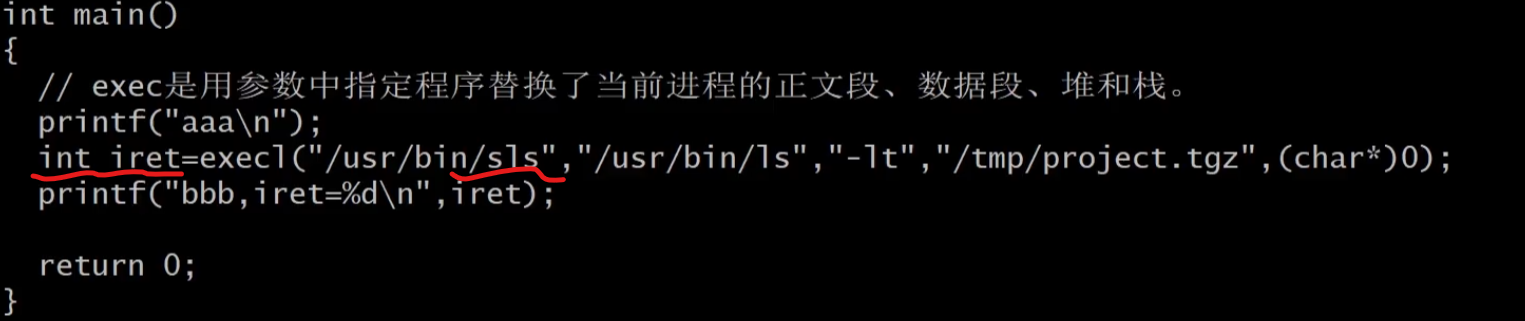 int main()
{
// exec是用参数中指定程序替换了当前进程的正文段、数据段、堆和栈。
printf("aaa\n");
int iret=execl("/usr/bin/sls","/usr/bin/ls","-lt","/tmp/project.tgz",(char*)0);
printf("bbb,iret=%d\n",iret);
return 0;
}